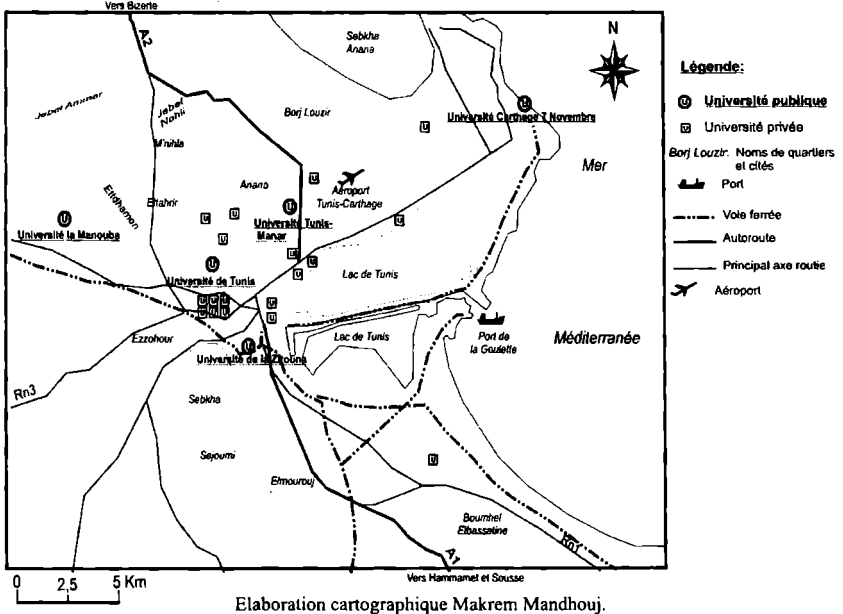 Vers Bizerte
A2
Sebkha
Ariana
N
Légende:
Université publique
Université privée
Borj Louzir. Noms de quartiers
et cités
Port
Voie ferrée
Autoroute
Principal axe routie
Aéroport
Jebel Ammar
Jebel
Nahli
Borj Louzir
Université Carthage 7 Novembre
M'nihla
Mer
Ettdhamen
Ettahrir
Ariana
Aéroport
Tunis-Carthage
Université la Manouba
Université Tunis-
Manar
Université de Tunis
Lac de Tunis
Lac de Tunis
Port de
la Goulette
Méditerranée
Ezzohour
Université de la Zitouna
Rn3
Sebkha
Sejoumi
Elmourouj
Boumhel
Elbassatine
Rn1
A1
Vers Hammamet et Sousse
0 2,5 5 Km
Elaboration cartographique Makrem Mandhouj.